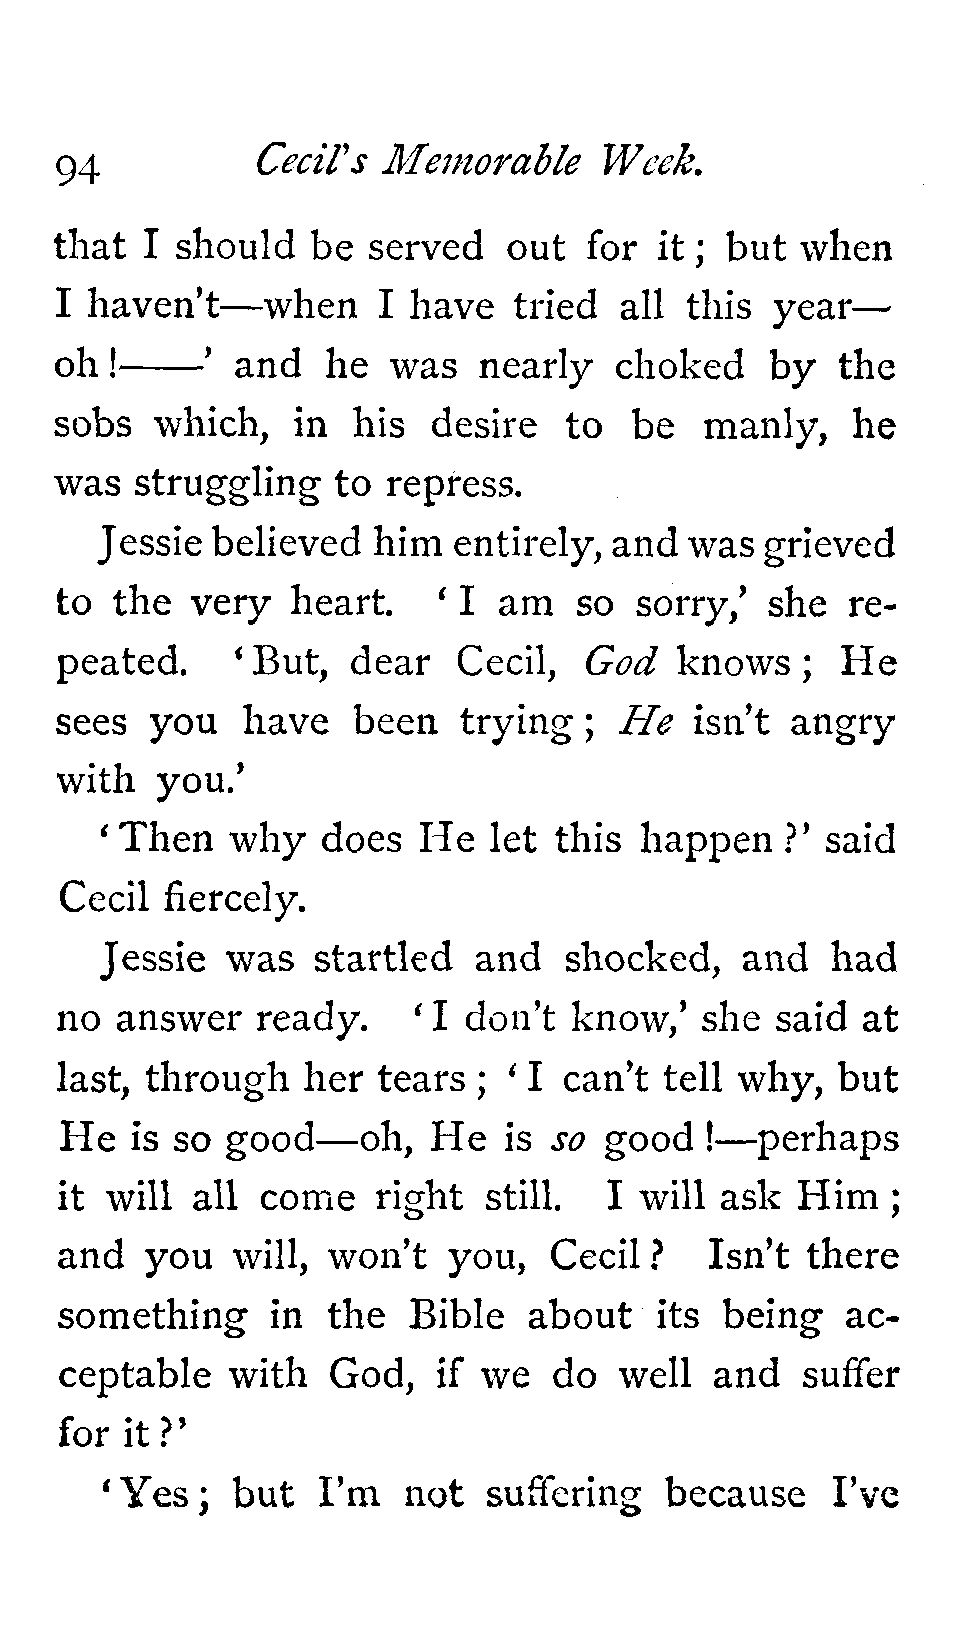 94 Cecil's Memorable Week.
that I should be served out for it; but when
I haven't—when I have tried all this year—
oh!——' and he was nearly choked by the
sobs which, in his desire to be manly, he
was struggling to repress.
Jessie believed him entirely, and was grieved
to the very heart. 'I am so sorry,' she re-
peated. 'But, dear Cecil, God knows; He
sees you have been trying; He isn't angry
with you.'
'Then why does He let this happen?' said
Cecil fiercely.
Jessie was startled and shocked, and had
no answer ready. 'I don't know,' she said at
last, through her tears; 'I can't tell why, but
He is so good—oh, He is so good!—perhaps
it will all come right still. I will ask Him;
and you will, won't you, Cecil? Isn't there
something in the Bible about its being ac-
ceptable with God, if we do well and suffer
for it?'
'Yes; but I'm not suffering because I've